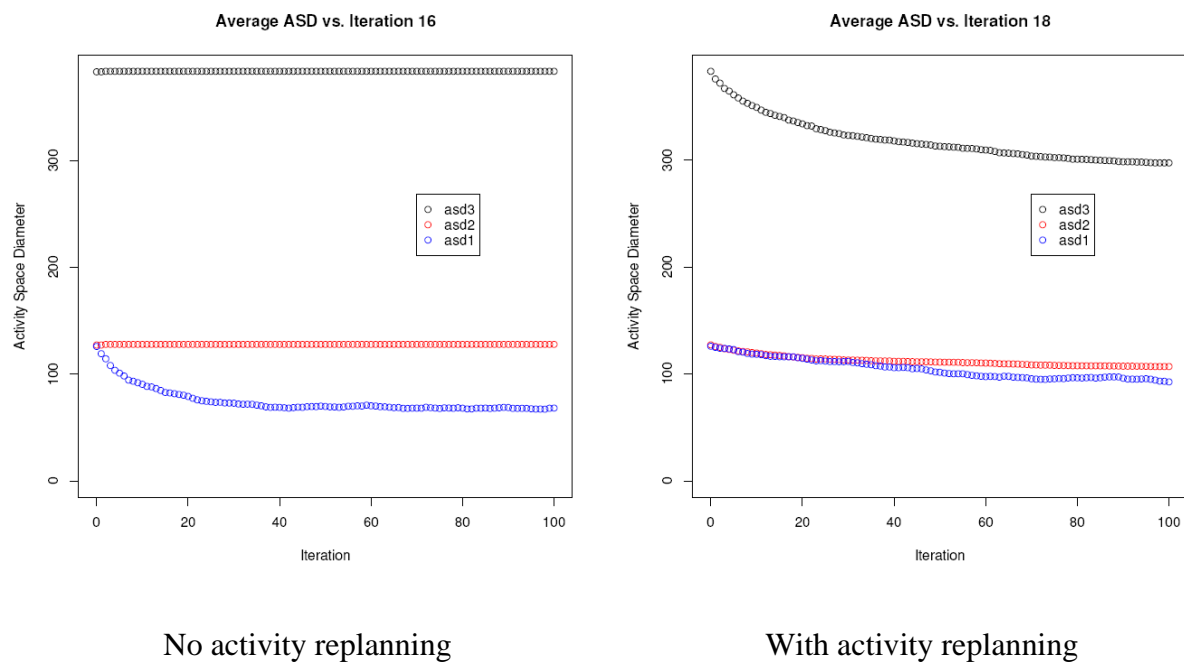 Average ASD vs. Iteration 16
Activity Space Diameter
300
200
100
0
asd3
asd2
asd1
0 20 40 60 80 100
Iteration
No activity replanning
Average ASD vs. Iteration 18
Activity Space Diameter
300
200
100
0
asd3
asd2
asd1
0 20 40 60 80 100
Iteration
With activity replanning